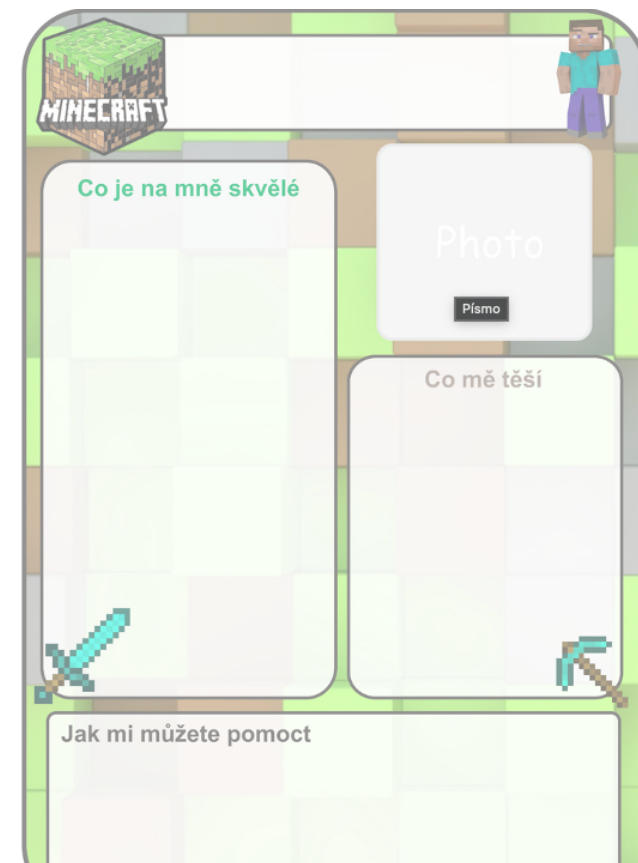 MINECRAFT
Co je na mně skvělé
Photo
Písmo
Co mě těší
Jak mi můžete pomoct